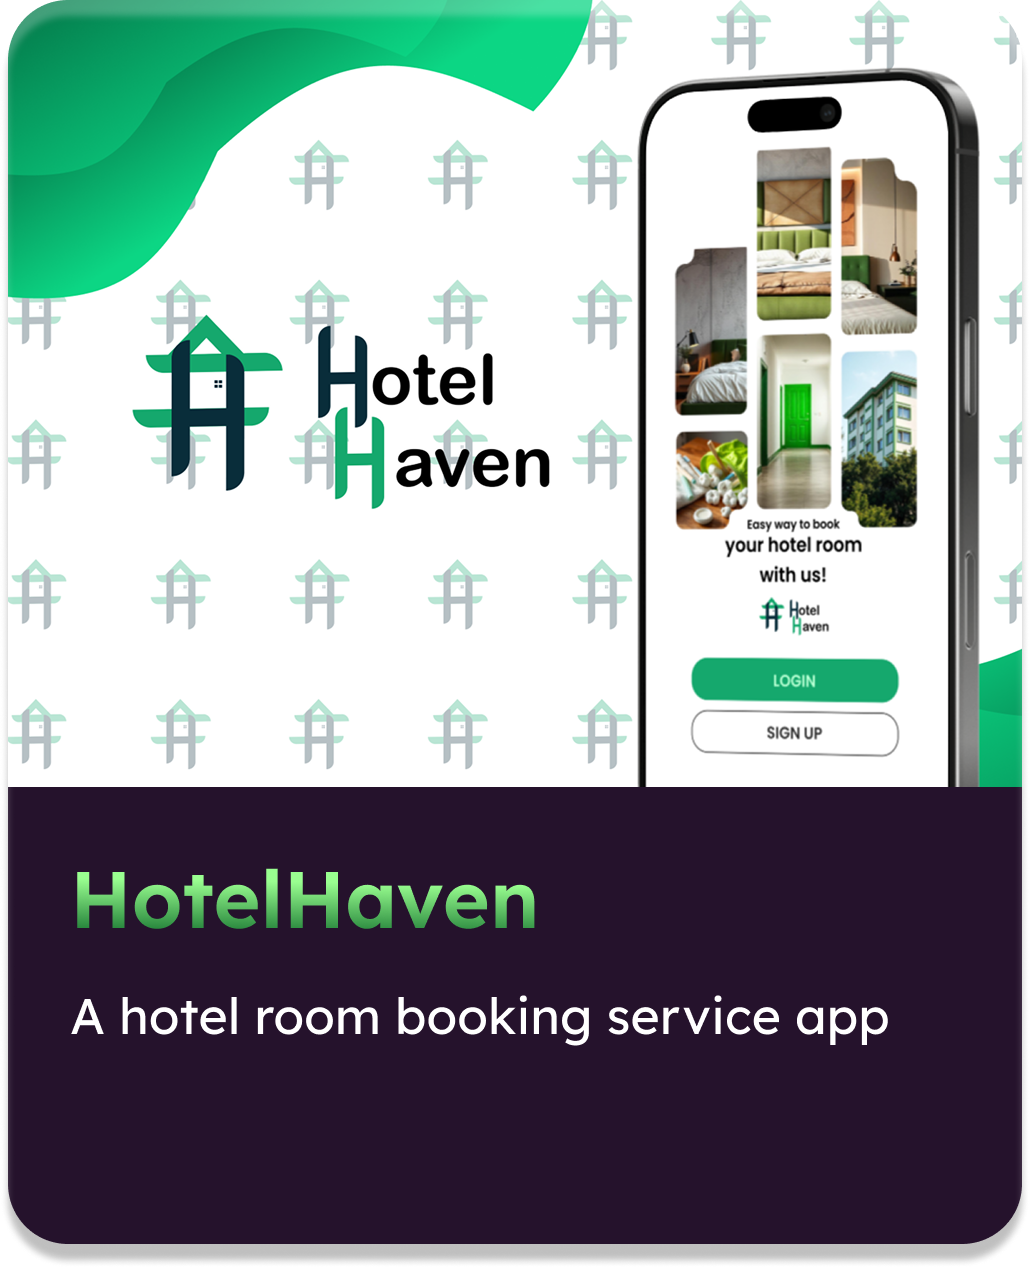 Hotel
Haven
Easy way to book
your hotel room
with us!
Hotel
Haven
LOGIN
SIGN UP
HotelHaven
A hotel room booking service app